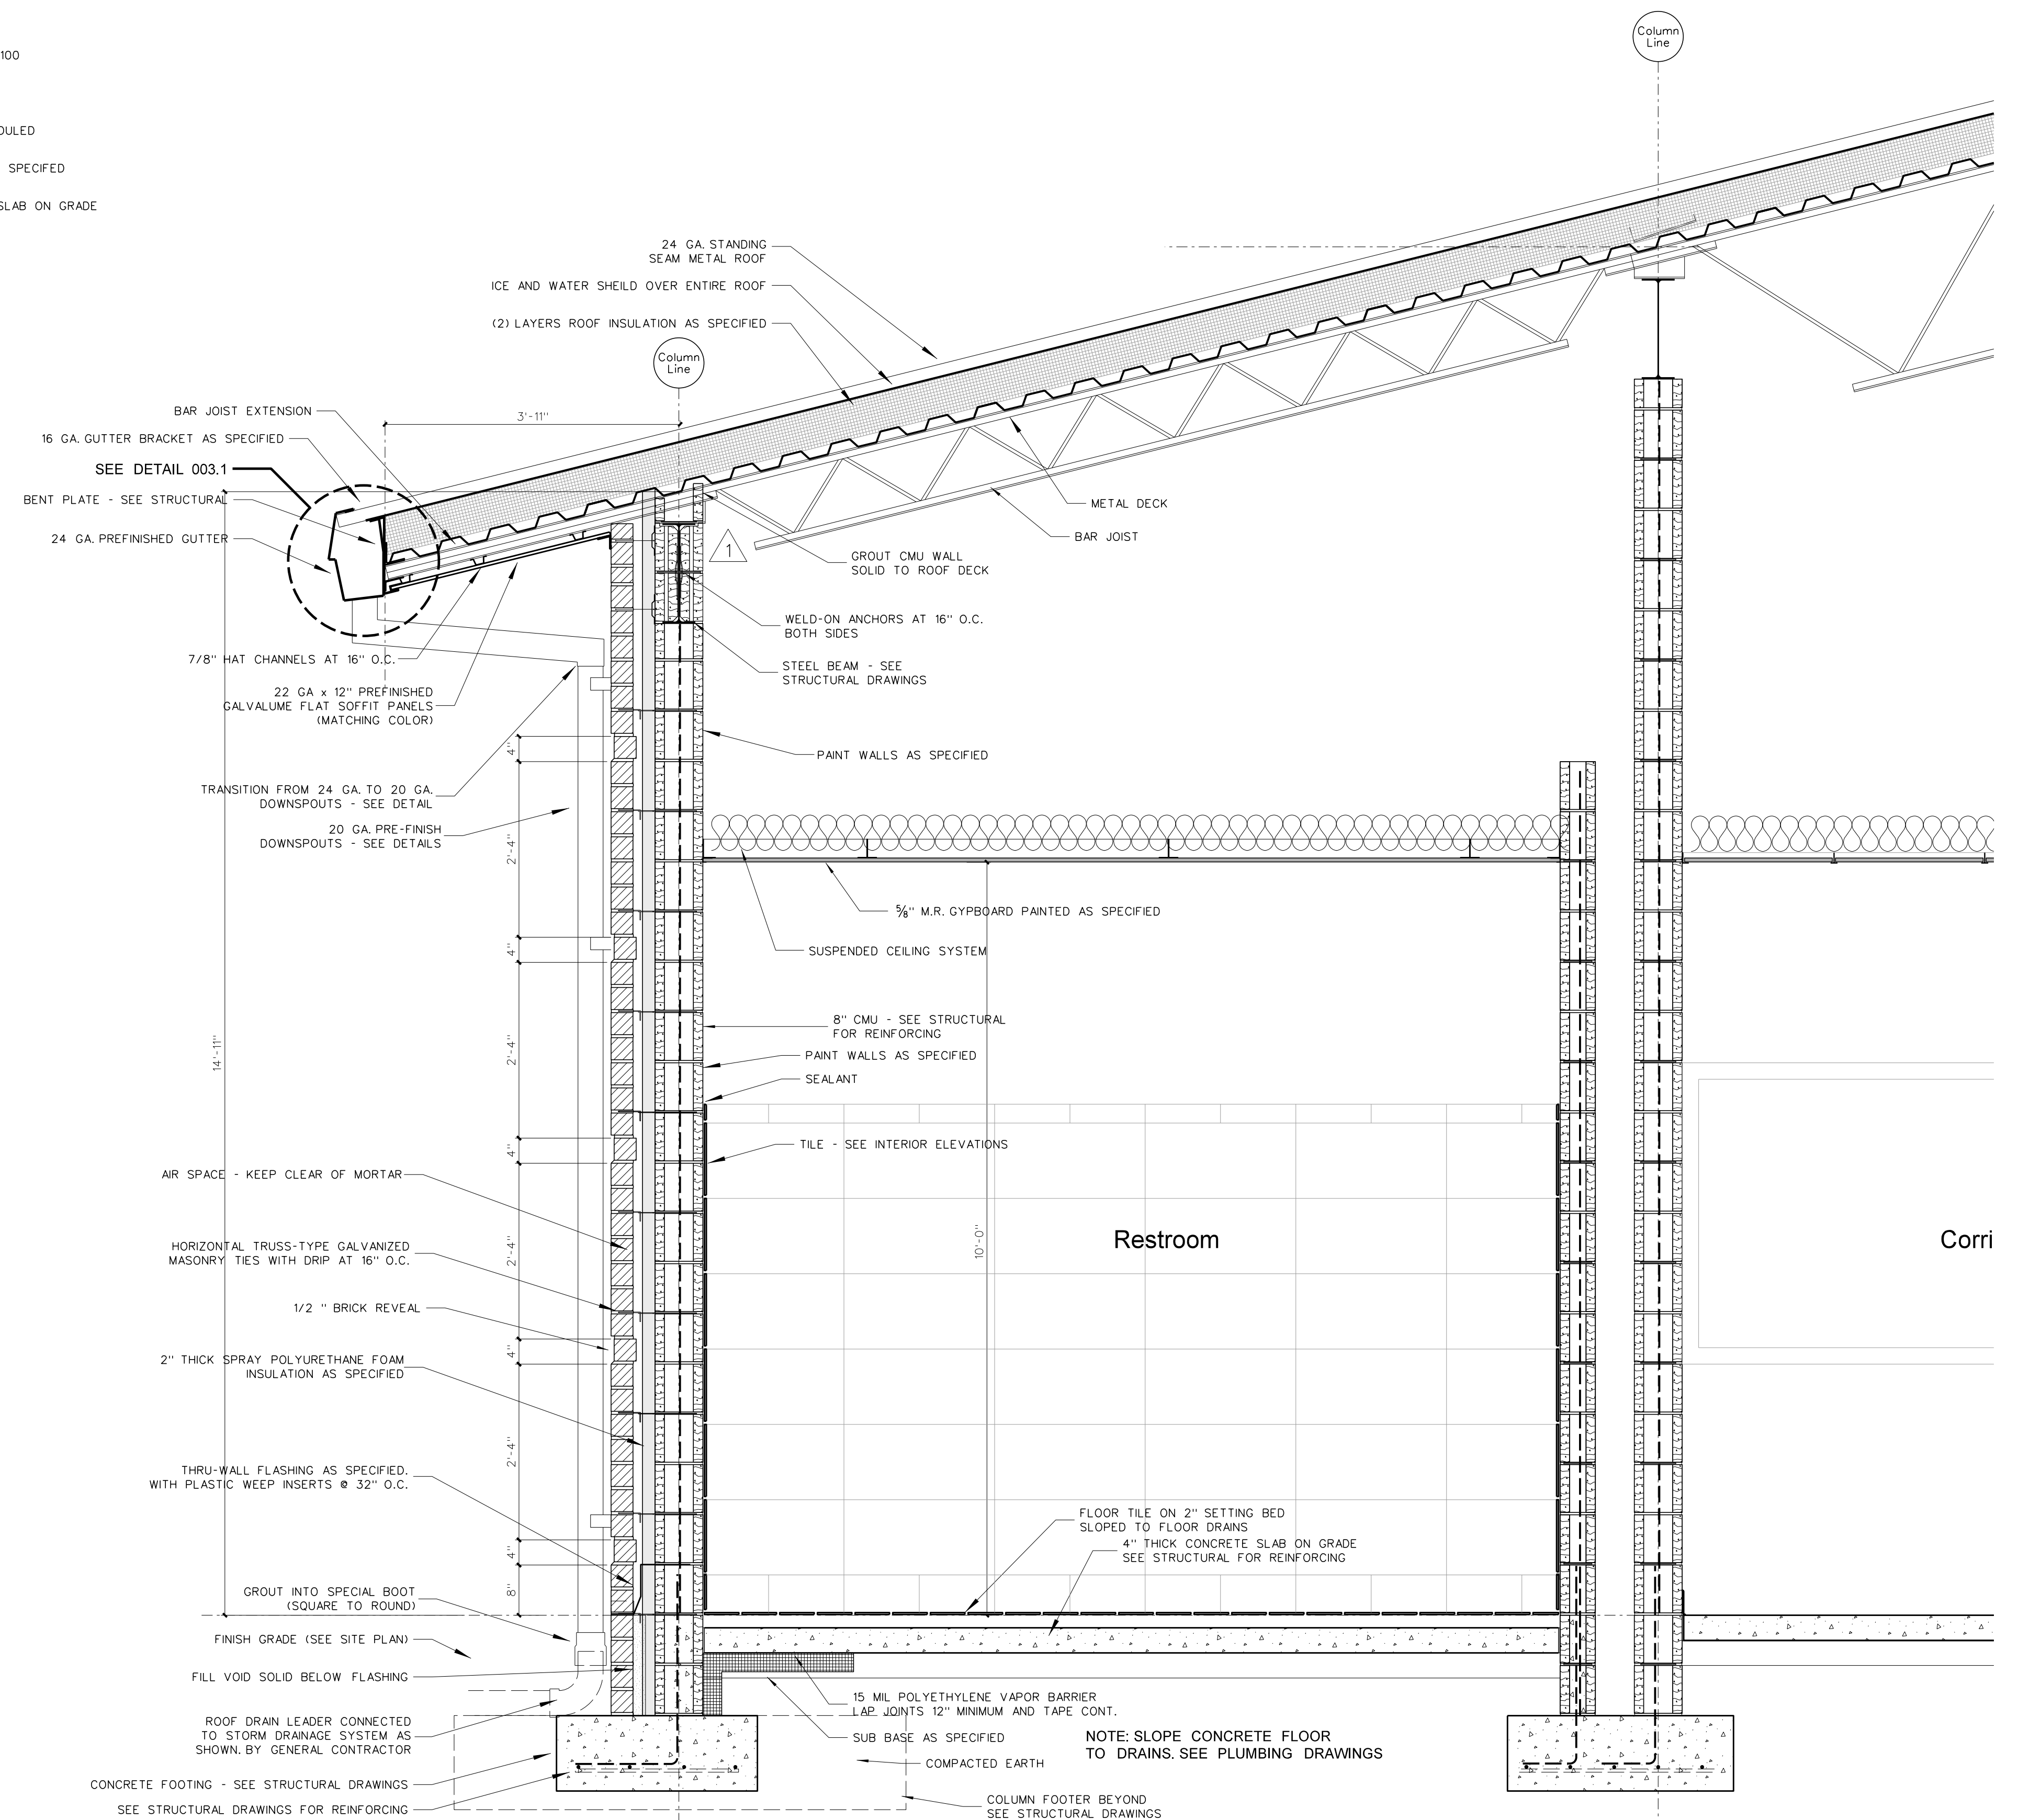 100
DULED
SPECIFED
SLAB ON GRADE
Column
Line
24 GA. STANDING
SEAM METAL ROOF
ICE AND WATER SHEILD OVER ENTIRE ROOF
(2) LAYERS ROOF INSULATION AS SPECIFIED
Column
Line
BAR JOIST EXTENSION
3'-11"
16 GA. GUTTER BRACKET AS SPECIFIED
SEE DETAIL 003.1
BENT PLATE - SEE STRUCTURAL
24 GA. PREFINISHED GUTTER
METAL DECK
BAR JOIST
1
GROUT CMU WALL
SOLID TO ROOF DECK
WELD-ON ANCHORS AT 16" O.C.
BOTH SIDES
STEEL BEAM - SEE
STRUCTURAL DRAWINGS
7/8" HAT CHANNELS AT 16" O.C.
22 GA x 12" PREFINISHED
GALVALUME FLAT SOFFIT PANELS
(MATCHING COLOR)
PAINT WALLS AS SPECIFIED
4"
TRANSITION FROM 24 GA. TO 20 GA.
DOWNSPOUTS - SEE DETAIL
20 GA. PRE-FINISH
DOWNSPOUTS - SEE DETAILS
2'-4"
⅝" M.R. GYPBOARD PAINTED AS SPECIFIED
SUSPENDED CEILING SYSTEM
4"
8" CMU - SEE STRUCTURAL
FOR REINFORCING
2'-4"
14'-11"
PAINT WALLS AS SPECIFIED
SEALANT
TILE - SEE INTERIOR ELEVATIONS
4"
AIR SPACE - KEEP CLEAR OF MORTAR
HORIZONTAL TRUSS-TYPE GALVANIZED
MASONRY TIES WITH DRIP AT 16" O.C.
2'-4"
10'-0"
Restroom
Corri
1/2 " BRICK REVEAL
4"
2" THICK SPRAY POLYURETHANE FOAM
INSULATION AS SPECIFIED
2'-4"
THRU-WALL FLASHING AS SPECIFIED.
WITH PLASTIC WEEP INSERTS @ 32" O.C.
FLOOR TILE ON 2" SETTING BED
SLOPED TO FLOOR DRAINS
4" THICK CONCRETE SLAB ON GRADE
SEE STRUCTURAL FOR REINFORCING
4"
8"
GROUT INTO SPECIAL BOOT
(SQUARE TO ROUND)
FINISH GRADE (SEE SITE PLAN)
FILL VOID SOLID BELOW FLASHING
15 MIL POLYETHYLENE VAPOR BARRIER
LAP JOINTS 12" MINIMUM AND TAPE CONT.
ROOF DRAIN LEADER CONNECTED
TO STORM DRAINAGE SYSTEM AS
SHOWN. BY GENERAL CONTRACTOR
SUB BASE AS SPECIFIED
NOTE: SLOPE CONCRETE FLOOR
TO DRAINS. SEE PLUMBING DRAWINGS
COMPACTED EARTH
CONCRETE FOOTING - SEE STRUCTURAL DRAWINGS
SEE STRUCTURAL DRAWINGS FOR REINFORCING
COLUMN FOOTER BEYOND
SEE STRUCTURAL DRAWINGS